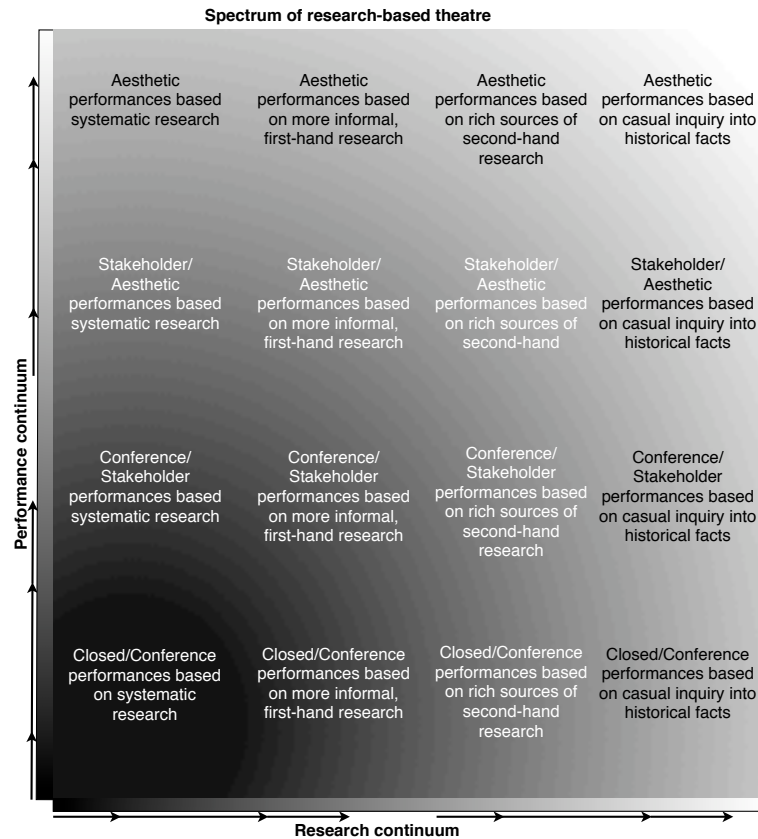 Spectrum of research-based theatre
Aesthetic
performances based
systematic research
Aesthetic
performances based
on more informal,
first-hand research
Aesthetic
performances based
on rich sources of
second-hand
research
Aesthetic
performances based
on casual inquiry into
historical facts
Stakeholder/
Aesthetic
performances based
systematic research
Stakeholder/
Aesthetic
performances based
on more informal,
first-hand research
Stakeholder/
Aesthetic
performances based
on rich sources of
second-hand
Stakeholder/
Aesthetic
performances based
on casual inquiry into
historical facts
Conference/
Stakeholder
performances based
systematic research
Conference/
Stakeholder
performances based
on more informal,
first-hand research
Conference/
Stakeholder
performances based
on rich sources of
second-hand
research
Conference/
Stakeholder
performances based
on casual inquiry into
historical facts
Closed/Conference
performances based
on systematic
research
Closed/Conference
performances based
on more informal,
first-hand research
Closed/Conference
performances based
on rich sources of
second-hand
research
Closed/Conference
performances based
on casual inquiry into
historical facts
Performance continuum
Research continuum